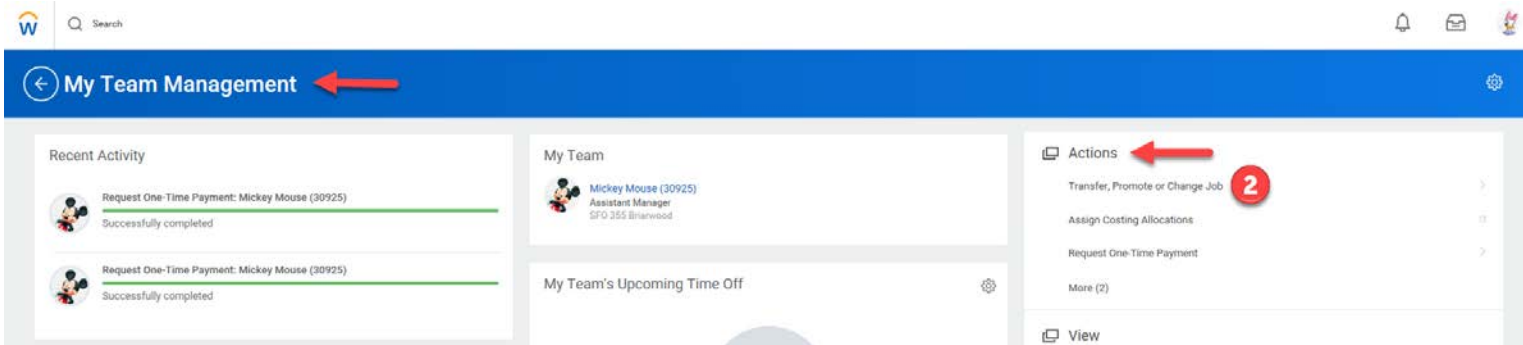 W
Search
My Team Management
Recent Activity
Request One-Time Payment: Mickey Mouse (30925)
Successfully completed
Request One-Time Payment: Mickey Mouse (30925)
Successfully completed
My Team
Mickey Mouse (30925)
Assistant Manager
SFO 355 Briarwood
My Team's Upcoming Time Off
Actions
Transfer, Promote or Change Job
2
Assign Costing Allocations
Request One-Time Payment
More (2)
View